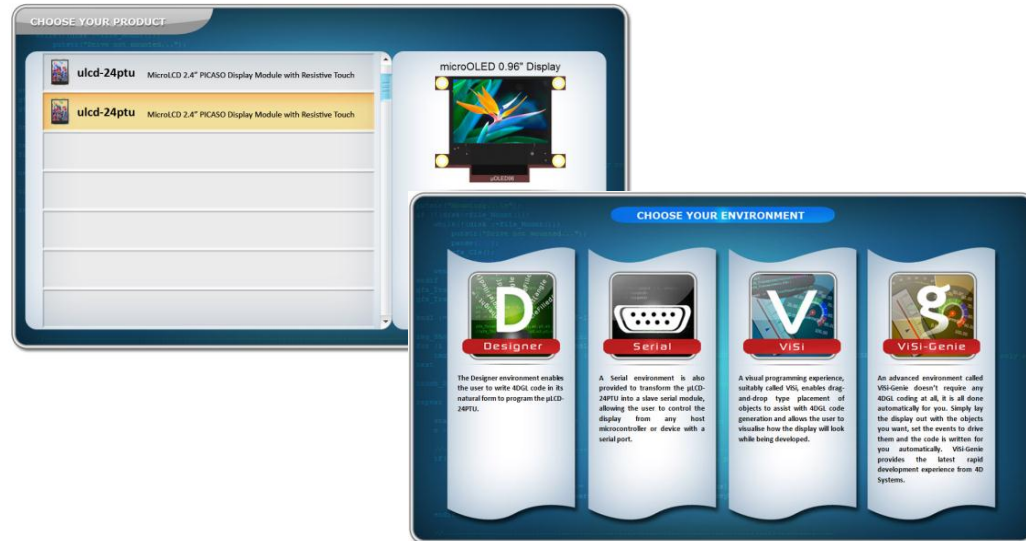 CHOOSE YOUR PRODUCT
ulcd-24ptu MicroLCD 2.4" PICASO Display Module with Resistive Touch
ulcd-24ptu MicroLCD 2.4" PICASO Display Module with Resistive Touch
microOLED 0.96" Display
µOLED96
CHOOSE YOUR ENVIRONMENT
D
Designer
The Designer environment enables
the user to write 4DGL code in its
natural form to program the µLCD-
24PTU.
Serial
A Serial environment is also
provided to transform the µLCD-
24PTU into a slave serial module,
allowing the user to control the
display from any host
microcontroller or device with a
serial port.
V
ViSi
A visual programming experience,
suitably called ViSi, enables drag-
and-drop type placement of
objects to assist with 4DGL code
generation and allows the user to
visualise how the display will look
while being developed.
g
ViSi-Genie
An advanced environment called
ViSi-Genie doesn't require any
4DGL coding at all, it is all done
automatically for you. Simply lay
the display out with the objects
you want, set the events to drive
them and the code is written for
you automatically. ViSi-Genie
provides the latest rapid
development experience from 4D
Systems.